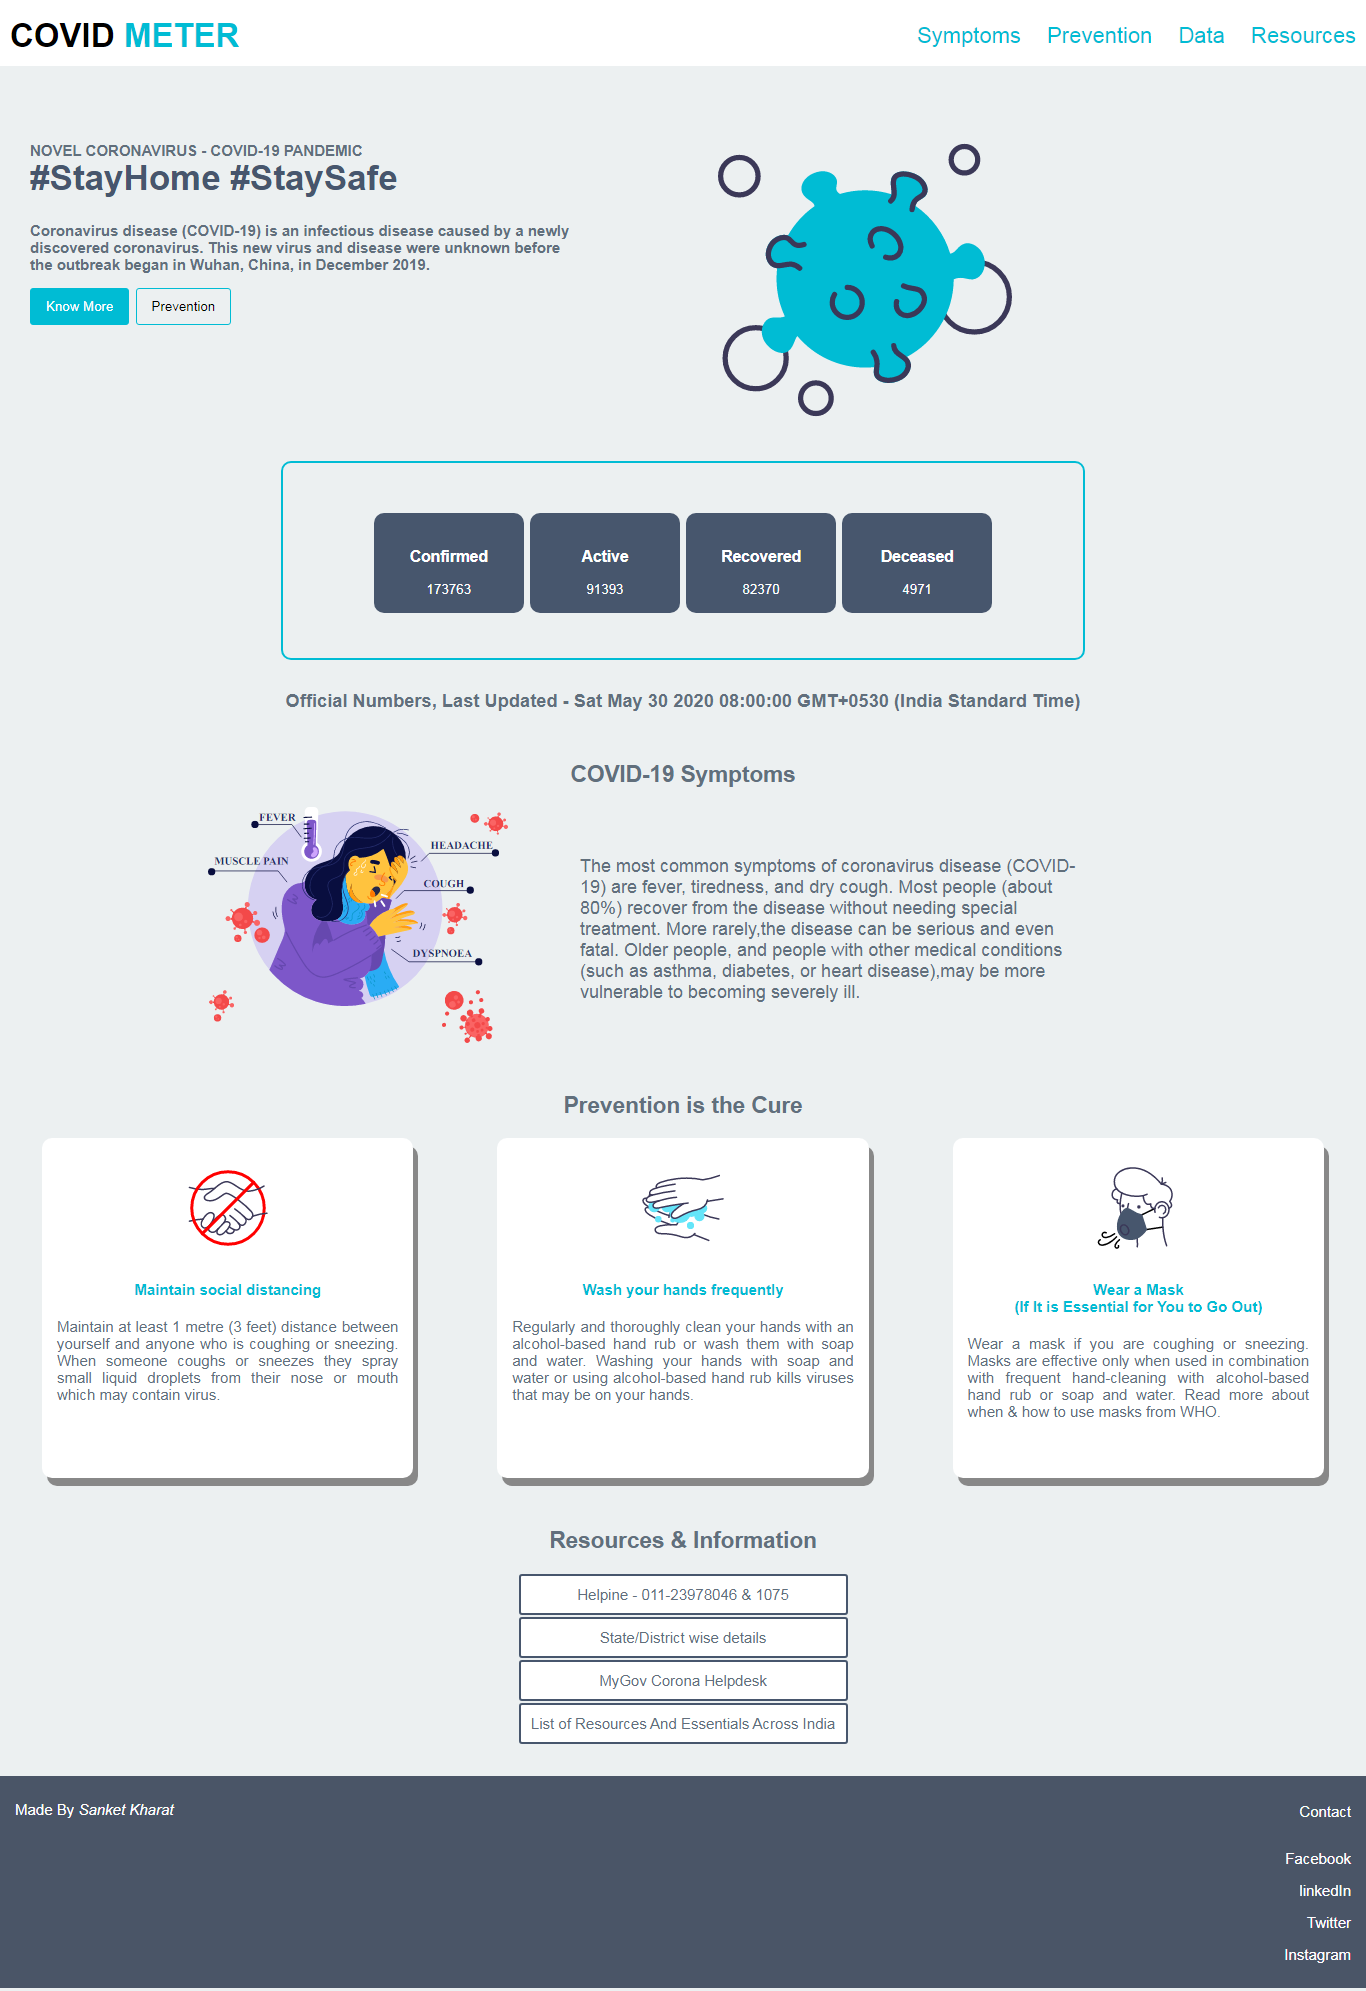 COVID METER
Symptoms Prevention Data Resources
NOVEL CORONAVIRUS - COVID-19 PANDEMIC
#StayHome #StaySafe
Coronavirus disease (COVID-19) is an infectious disease caused by a newly
discovered coronavirus. This new virus and disease were unknown before
the outbreak began in Wuhan, China, in December 2019.
Know More
Prevention
Confirmed
173763
Active
91393
Recovered
82370
Deceased
4971
Official Numbers, Last Updated - Sat May 30 2020 08:00:00 GMT+0530 (India Standard Time)
COVID-19 Symptoms
FEVER
HEADACHE
MUSCLE PAIN
COUGH
DYSPNOEA
The most common symptoms of coronavirus disease (COVID-
19) are fever, tiredness, and dry cough. Most people (about
80%) recover from the disease without needing special
treatment. More rarely,the disease can be serious and even
fatal. Older people, and people with other medical conditions
(such as asthma, diabetes, or heart disease),may be more
vulnerable to becoming severely ill.
Prevention is the Cure
Maintain social distancing
Maintain at least 1 metre (3 feet) distance between
yourself and anyone who is coughing or sneezing.
When someone coughs or sneezes they spray
small liquid droplets from their nose or mouth
which may contain virus.
Wash your hands frequently
Regularly and thoroughly clean your hands with an
alcohol-based hand rub or wash them with soap
and water. Washing your hands with soap and
water or using alcohol-based hand rub kills viruses
that may be on your hands.
Wear a Mask
(If It is Essential for You to Go Out)
Wear a mask if you are coughing or sneezing.
Masks are effective only when used in combination
with frequent hand-cleaning with alcohol-based
hand rub or soap and water. Read more about
when & how to use masks from WHO.
Resources & Information
Helpine - 011-23978046 & 1075
State/District wise details
MyGov Corona Helpdesk
List of Resources And Essentials Across India
Made By Sanket Kharat
Contact
Facebook
linkedIn
Twitter
Instagram